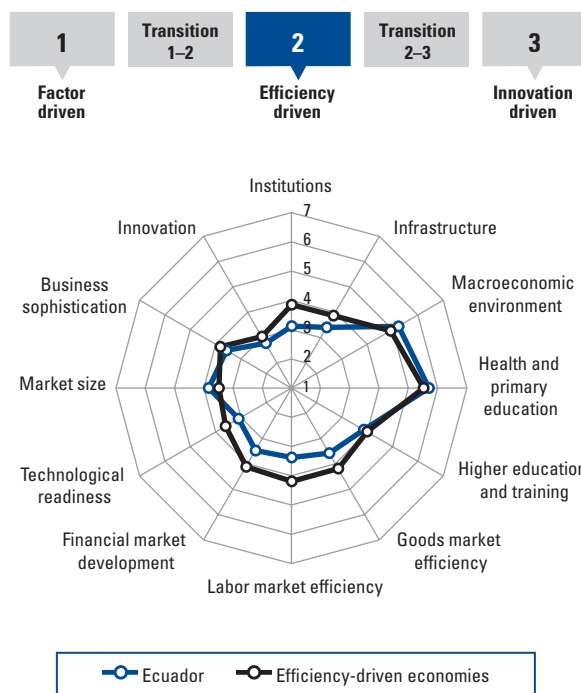 1
Transition
1–2
2
Transition
2–3
3
Factor
driven
Efficiency
driven
Innovation
driven
Institutions
Infrastructure
Macroeconomic
environment
Health and
primary
education
Higher education
and training
Goods market
efficiency
Labor market efficiency
Financial market
development
Technological
readiness
Market size
Business
sophistication
Innovation
7
6
5
4
3
2
1
Ecuador
Efficiency-driven economies